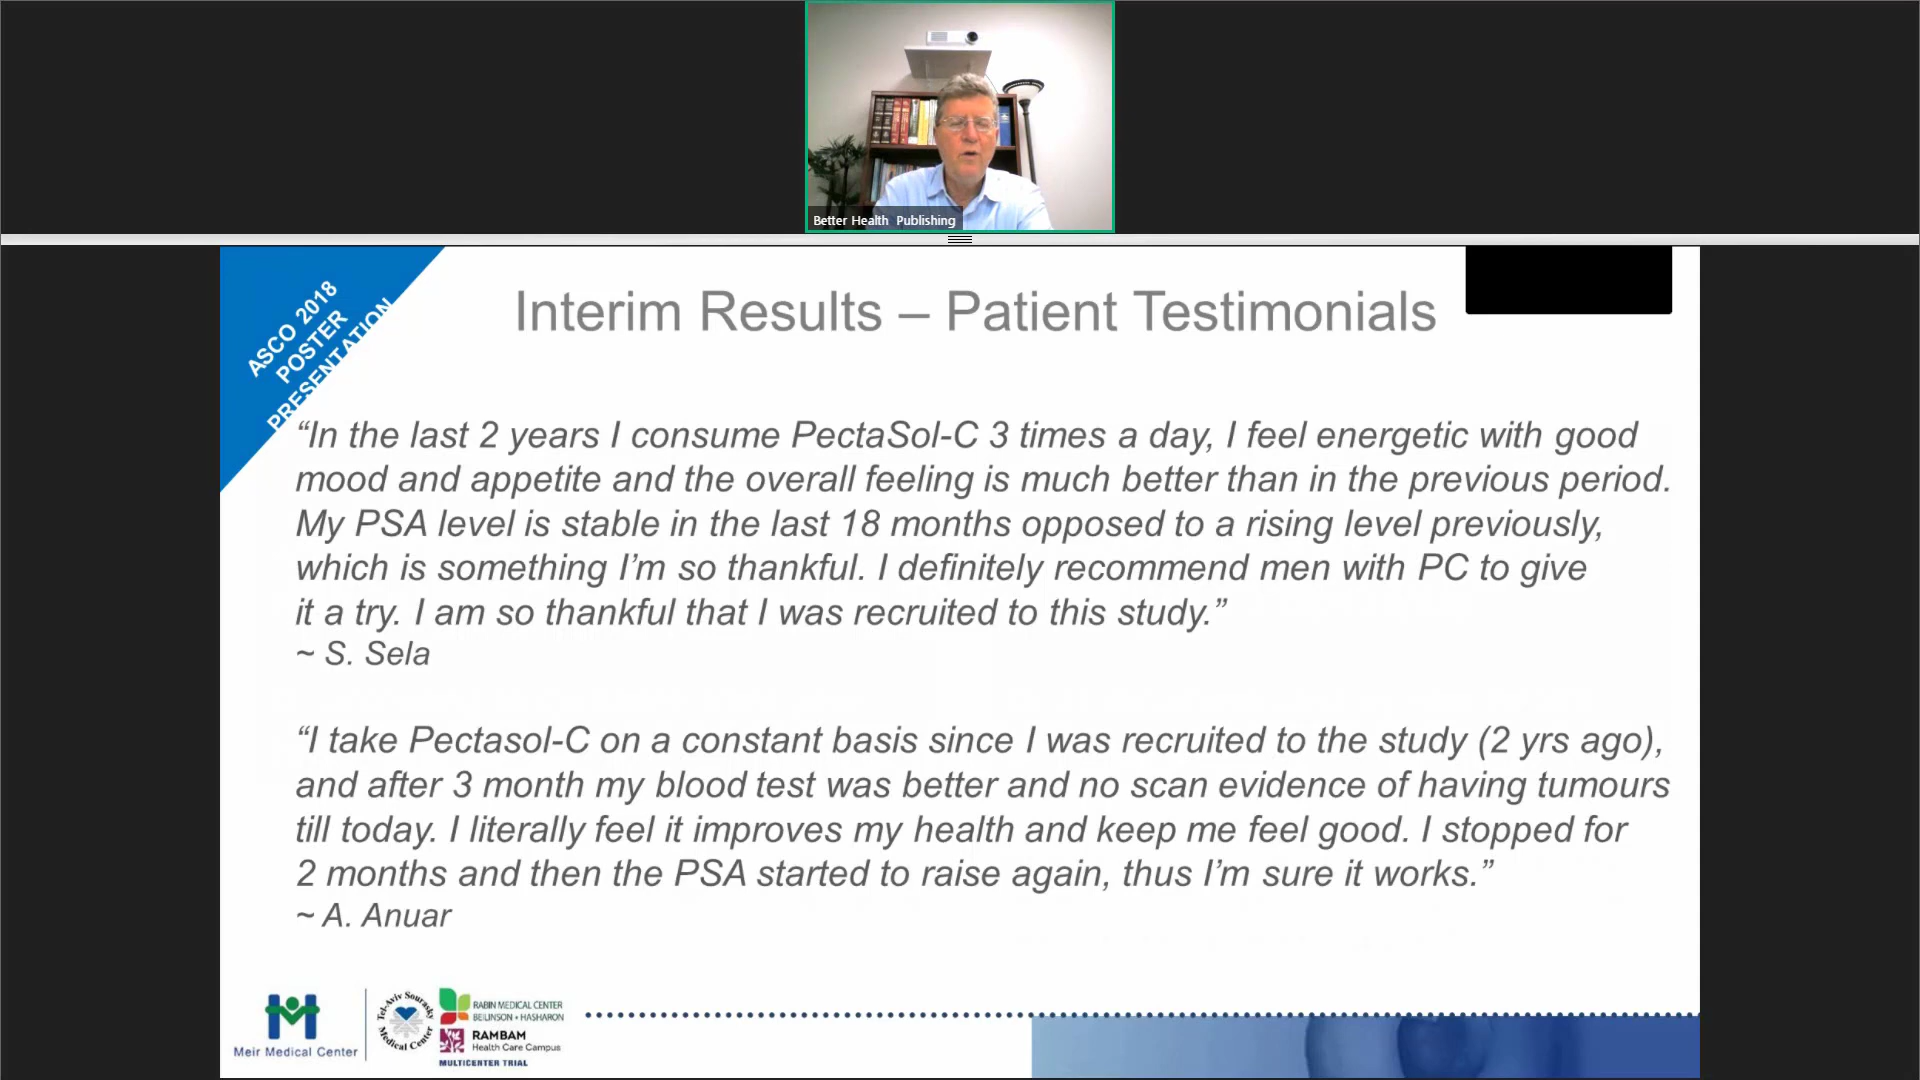 Better Health Publishing
ASCO 2018
POSTER
PRESENTATION
Interim Results – Patient Testimonials
“In the last 2 years I consume PectaSol-C 3 times a day, I feel energetic with good
mood and appetite and the overall feeling is much better than in the previous period.
My PSA level is stable in the last 18 months opposed to a rising level previously,
which is something I’m so thankful. I definitely recommend men with PC to give
it a try. I am so thankful that I was recruited to this study.”
~ S. Sela
“I take Pectasol-C on a constant basis since I was recruited to the study (2 yrs ago),
and after 3 month my blood test was better and no scan evidence of having tumours
till today. I literally feel it improves my health and keep me feel good. I stopped for
2 months and then the PSA started to raise again, thus I’m sure it works.”
~ A. Anuar
Meir Medical Center
Tel-Aviv Sourasky
Medical Center
RABIN MEDICAL CENTER
BEILINSON • HASHARON
RAMBAM
Health Care Campus
MULTICENTER TRIAL